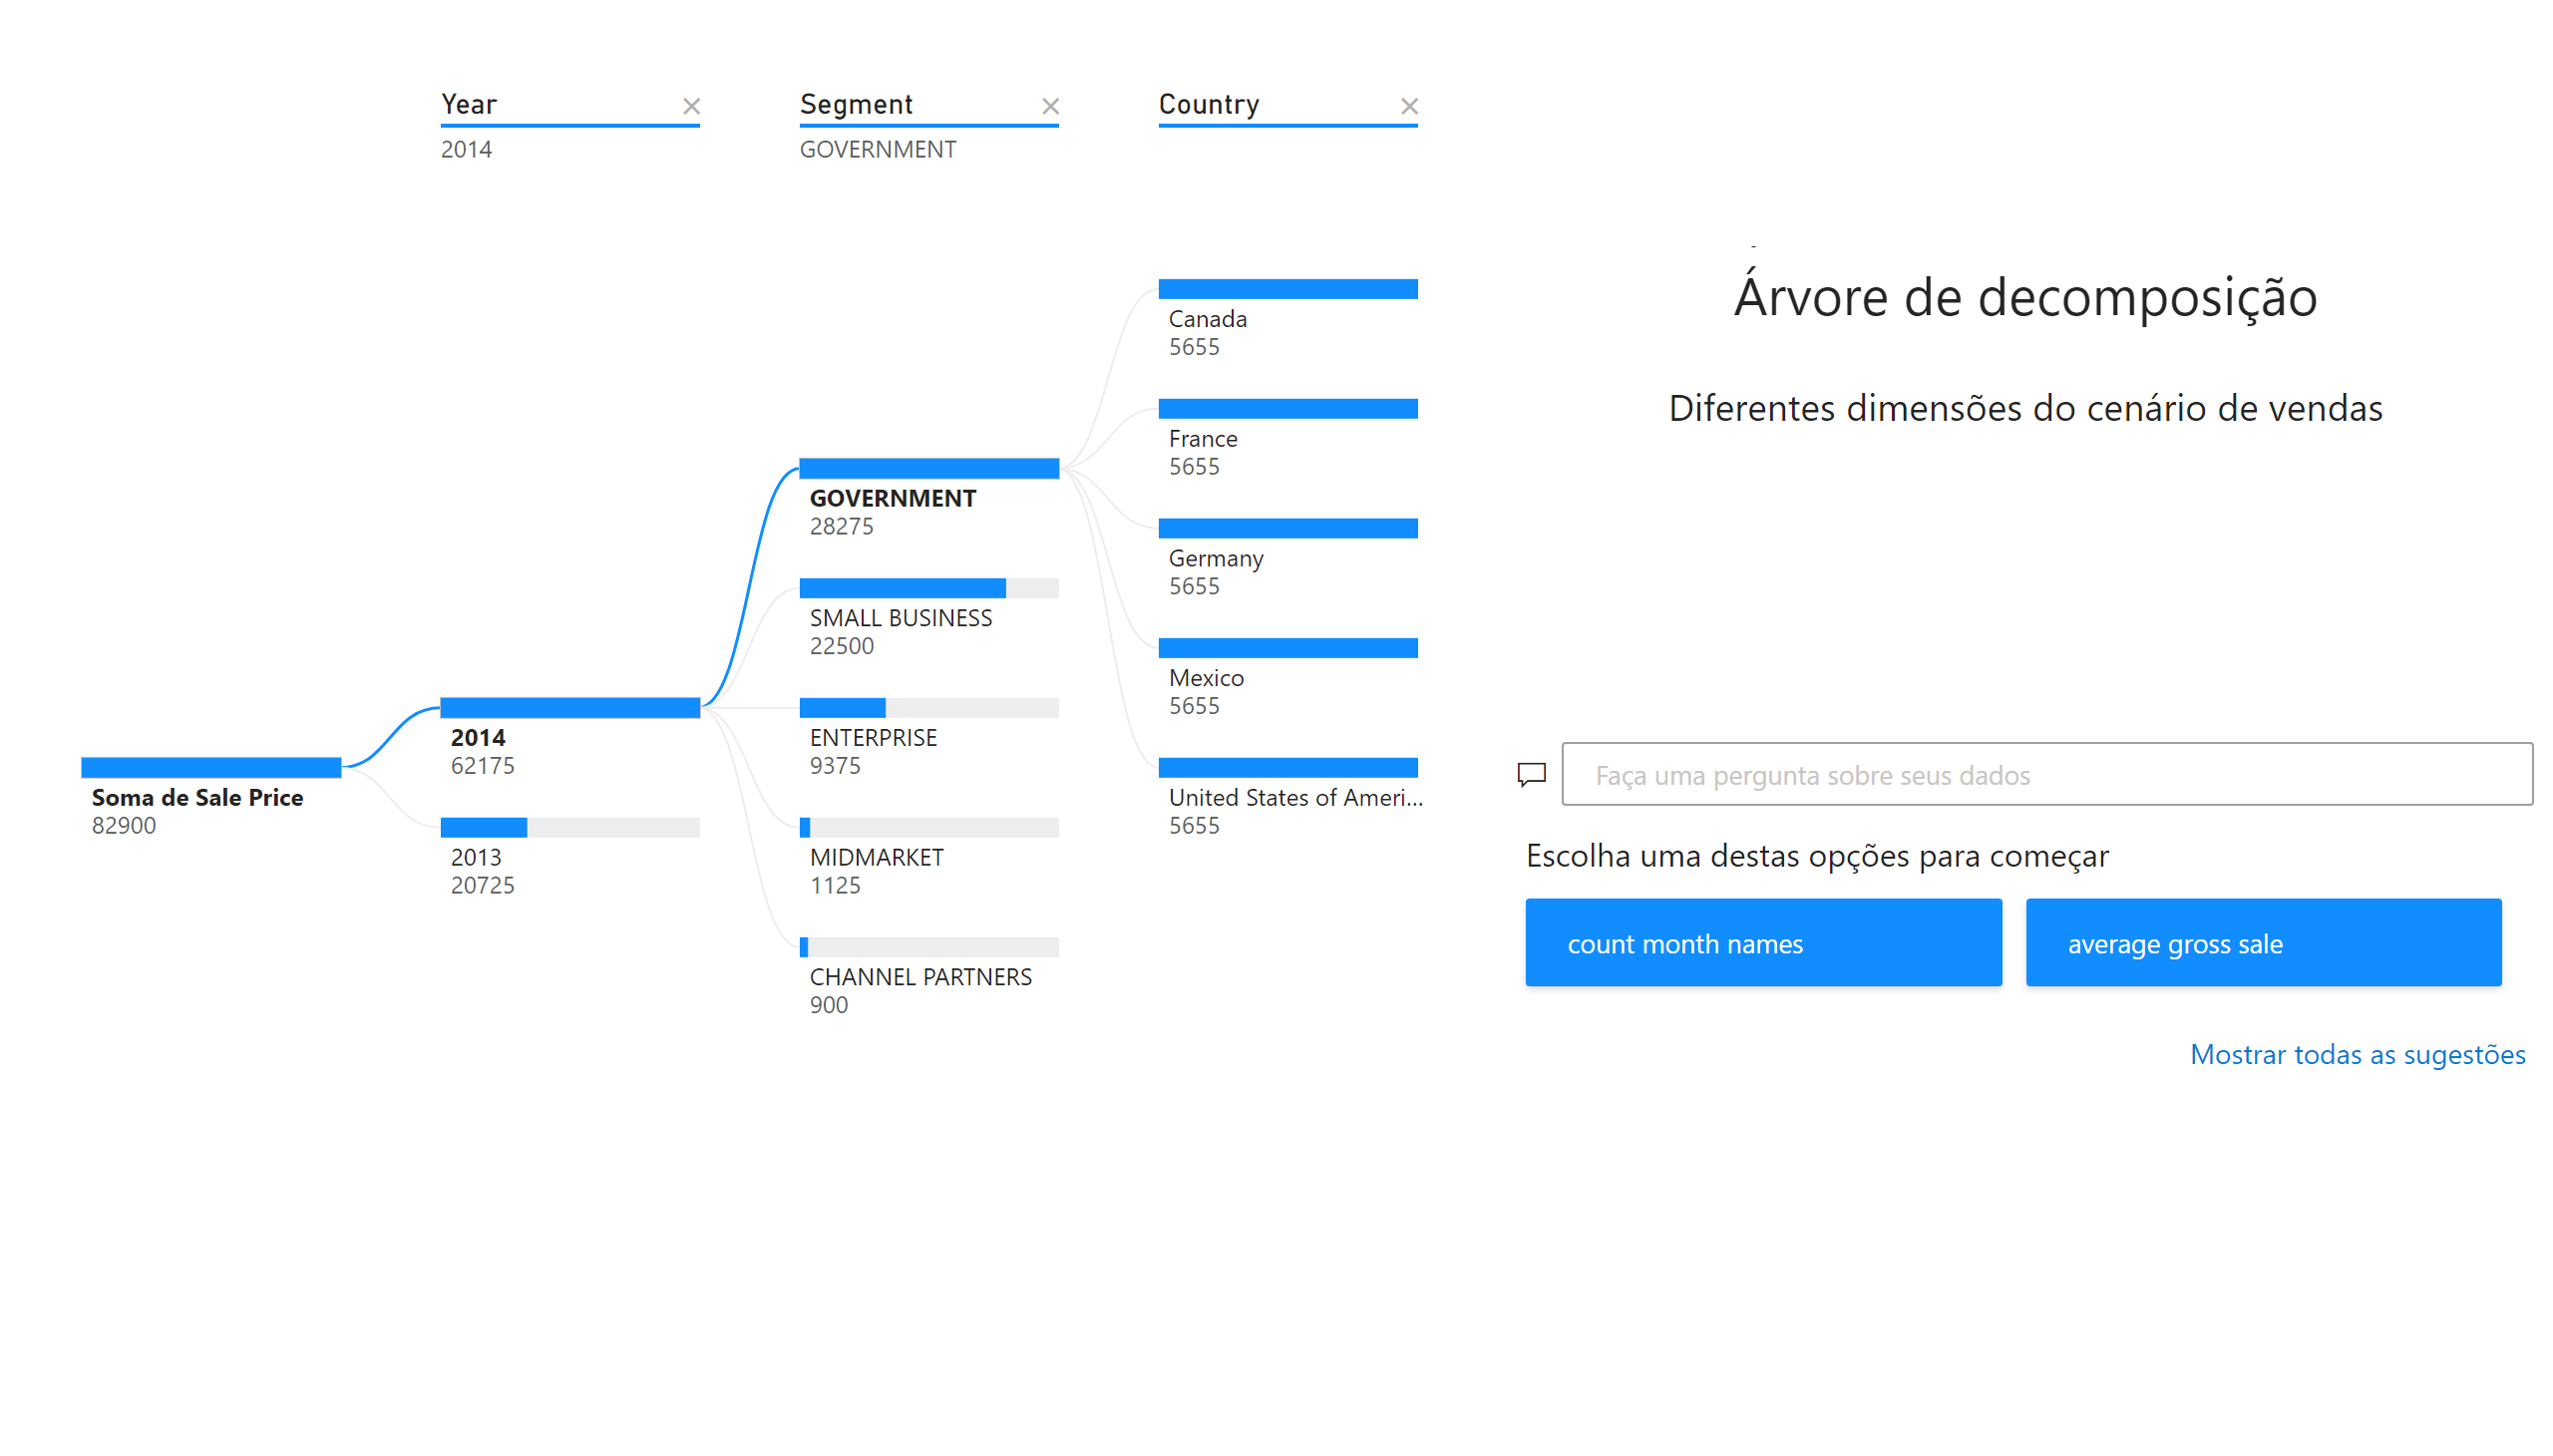 Year
2014
Segment
GOVERNMENT
Country
Soma de Sale Price
82900
2014
62175
2013
20725
GOVERNMENT
28275
SMALL BUSINESS
22500
ENTERPRISE
9375
MIDMARKET
1125
CHANNEL PARTNERS
900
Canada
5655
France
5655
Germany
5655
Mexico
5655
United States of Ameri...
5655
Árvore de decomposição
Diferentes dimensões do cenário de vendas
Faça uma pergunta sobre seus dados
Escolha uma destas opções para começar
count month names
average gross sale
Mostrar todas as sugestões